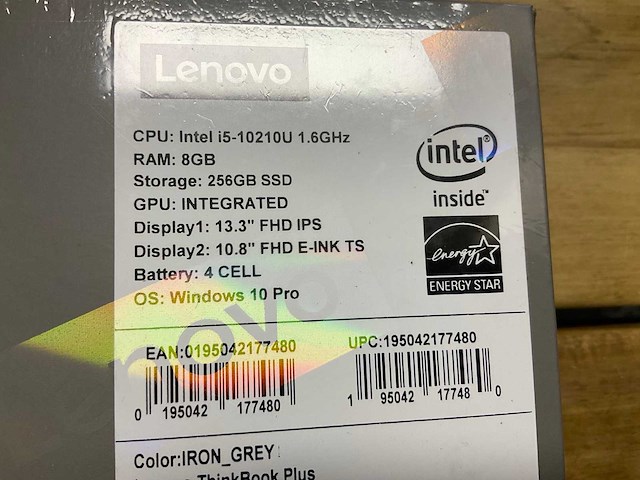 Lenovo
CPU: Intel i5-10210U 1.6GHz
RAM: 8GB
Storage: 256GB SSD
GPU: INTEGRATED
Display1: 13.3" FHD IPS
Display2: 10.8" FHD E-INK TS
Battery: 4 CELL
OS: Windows 10 Pro
intel®
inside™
energy
ENERGY STAR
EAN:0195042177480
0 195042 177480
UPC:195042177480
1 95042 17748 0
Color:IRON_GREY
ThinkBook Plus